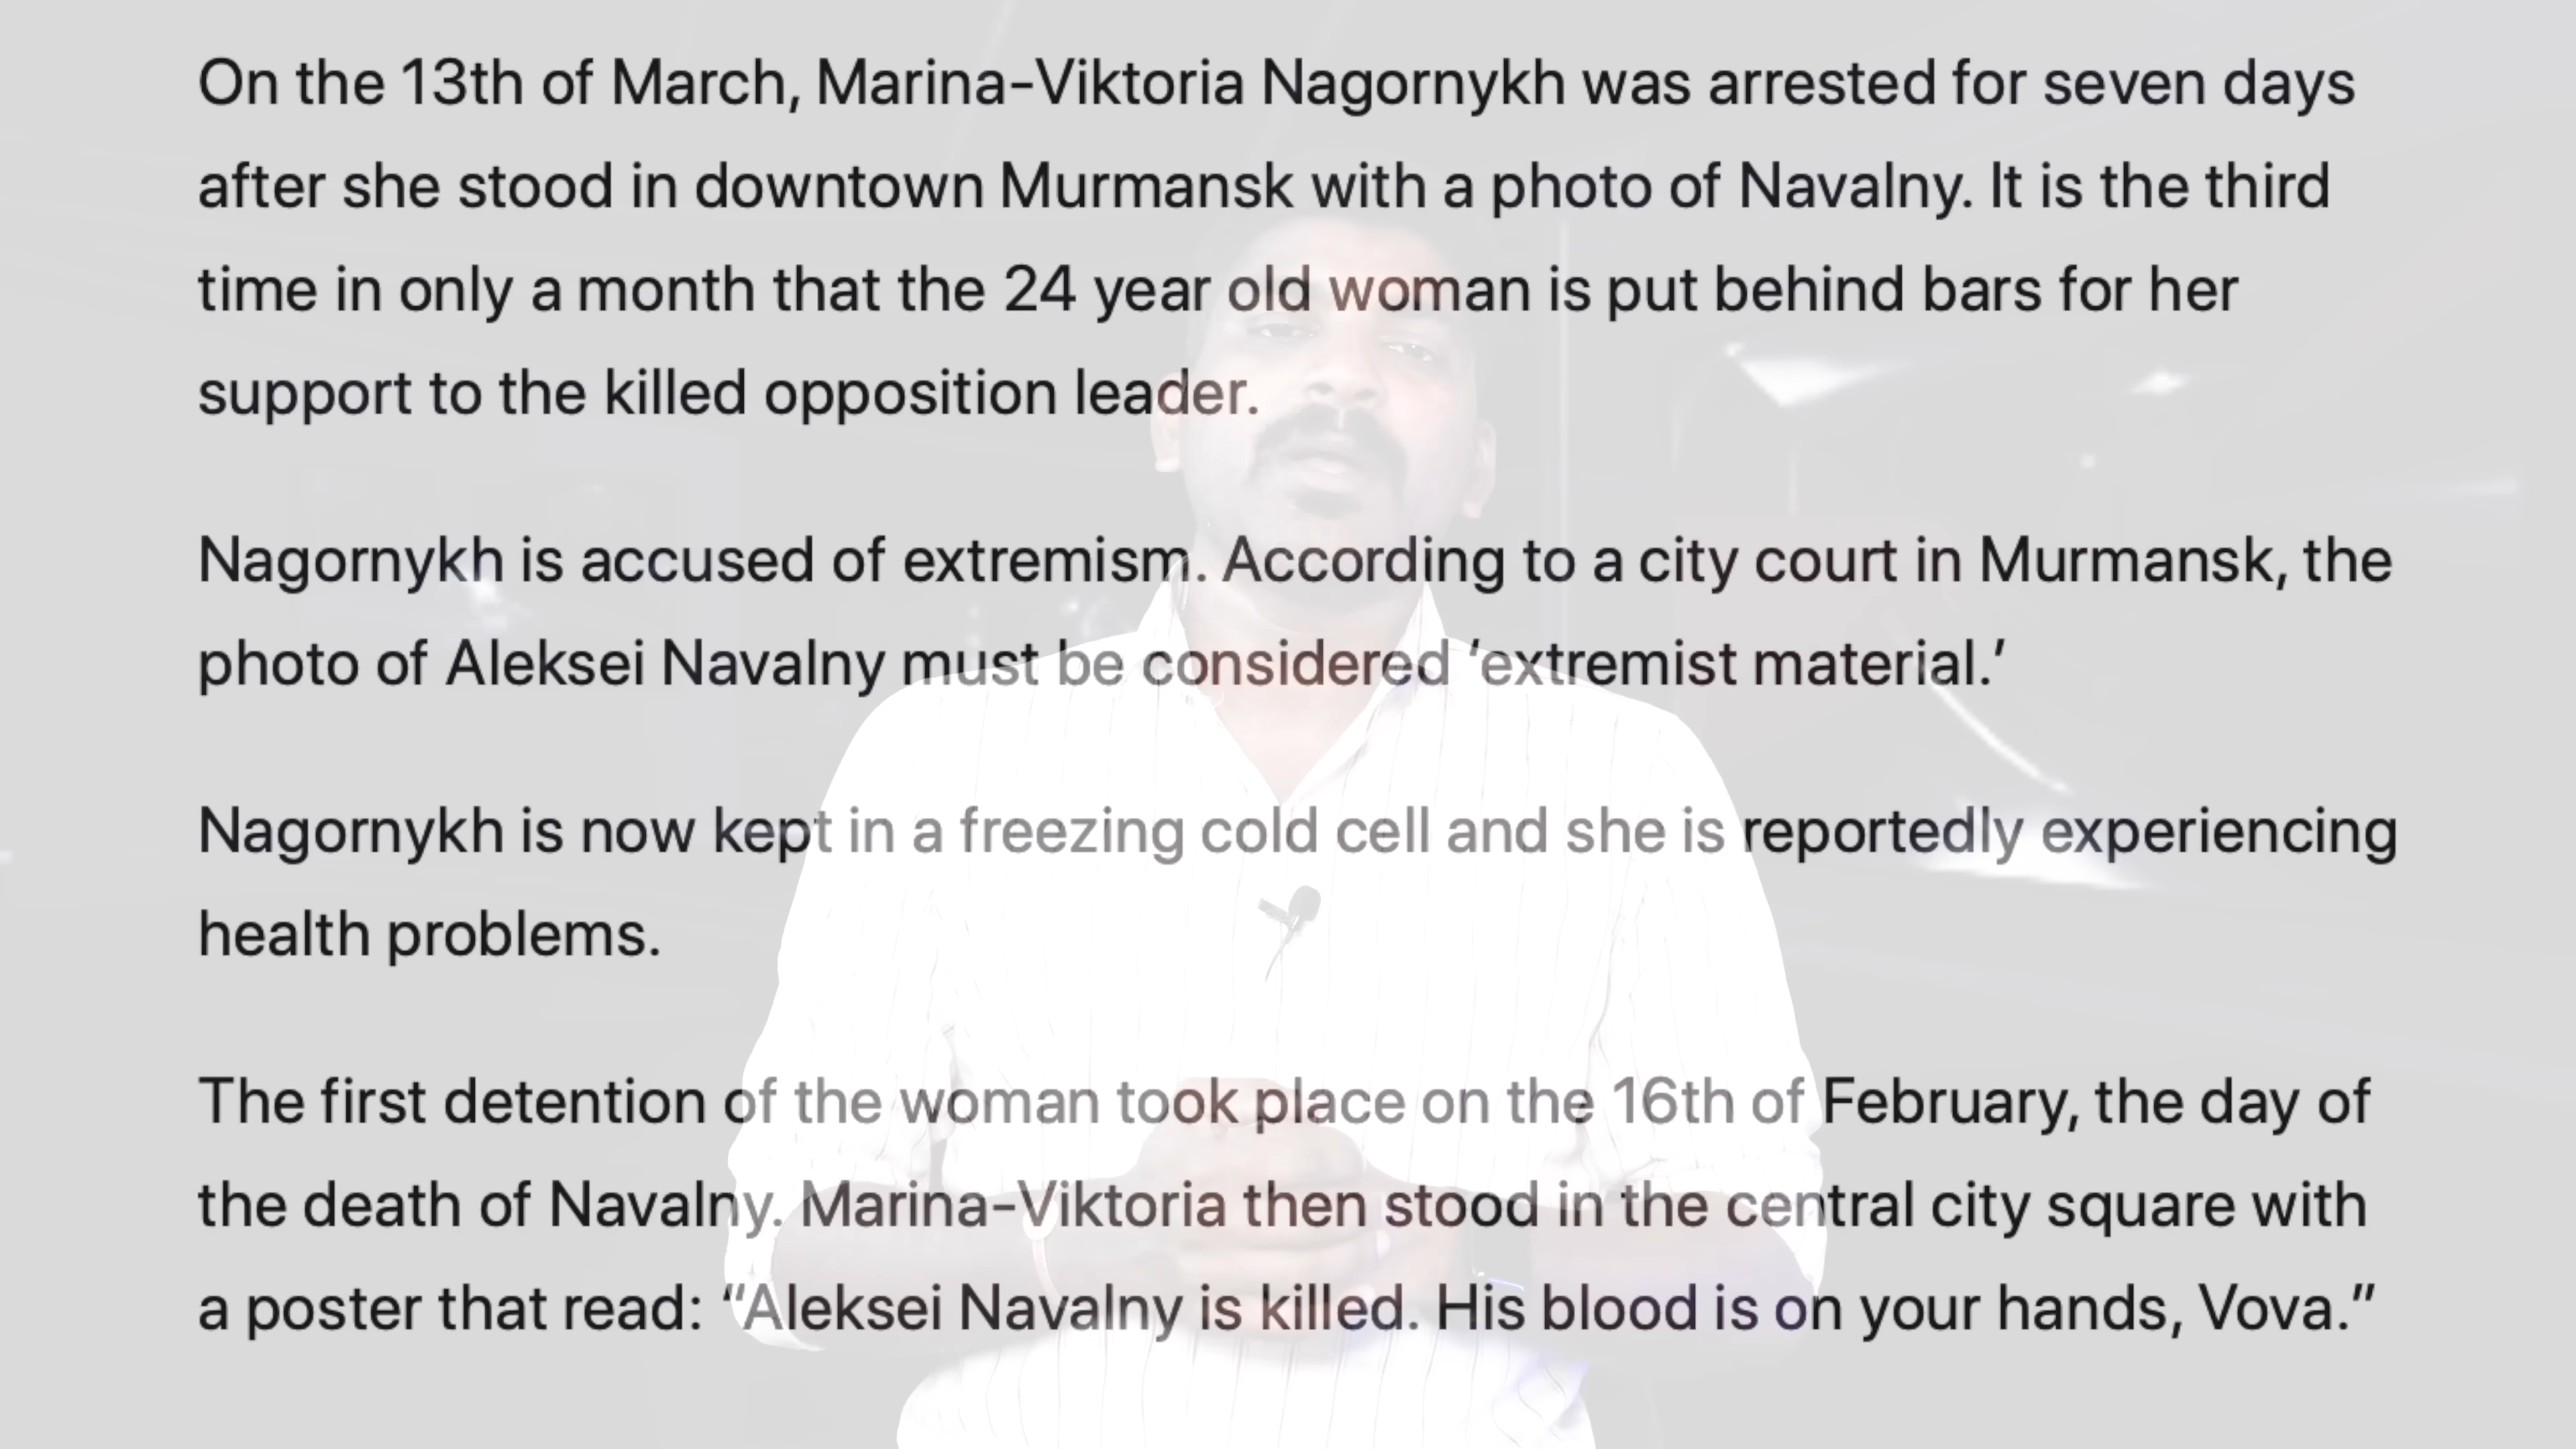 On the 13th of March, Marina-Viktoria Nagornykh was arrested for seven days
after she stood in downtown Murmansk with a photo of Navalny. It is the third
time in only a month that the 24 year old woman is put behind bars for her
support to the killed opposition leader.
Nagornykh is accused of extremism. According to a city court in Murmansk, the
photo of Aleksei Navalny must be considered ‘extremist material.’
Nagornykh is now kept in a freezing cold cell and she is reportedly experiencing
health problems.
The first detention of the woman took place on the 16th of February, the day of
the death of Navalny. Marina-Viktoria then stood in the central city square with
a poster that read: “Aleksei Navalny is killed. His blood is on your hands, Vova.”